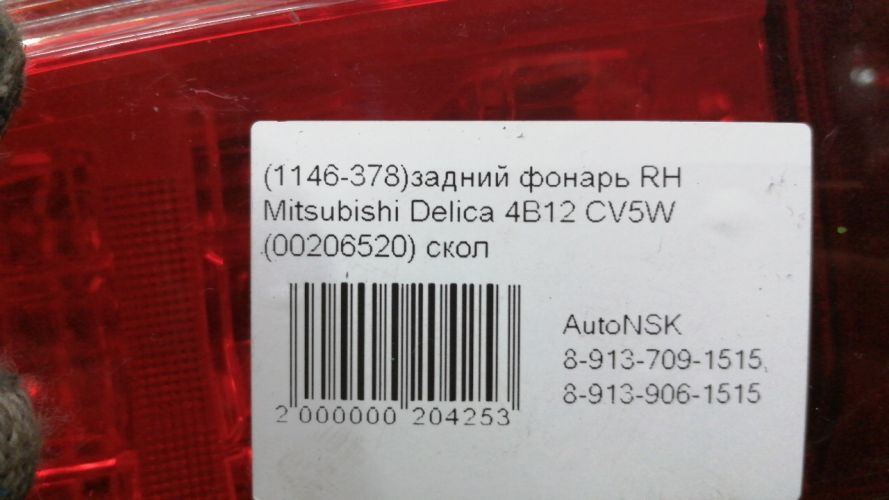 (1146-378)задний фонарь RH
Mitsubishi Delica 4B12 CV5W
(00206520) скол
AutoNSK
8-913-709-1515,
8-913-906-1515
2 000000 204253